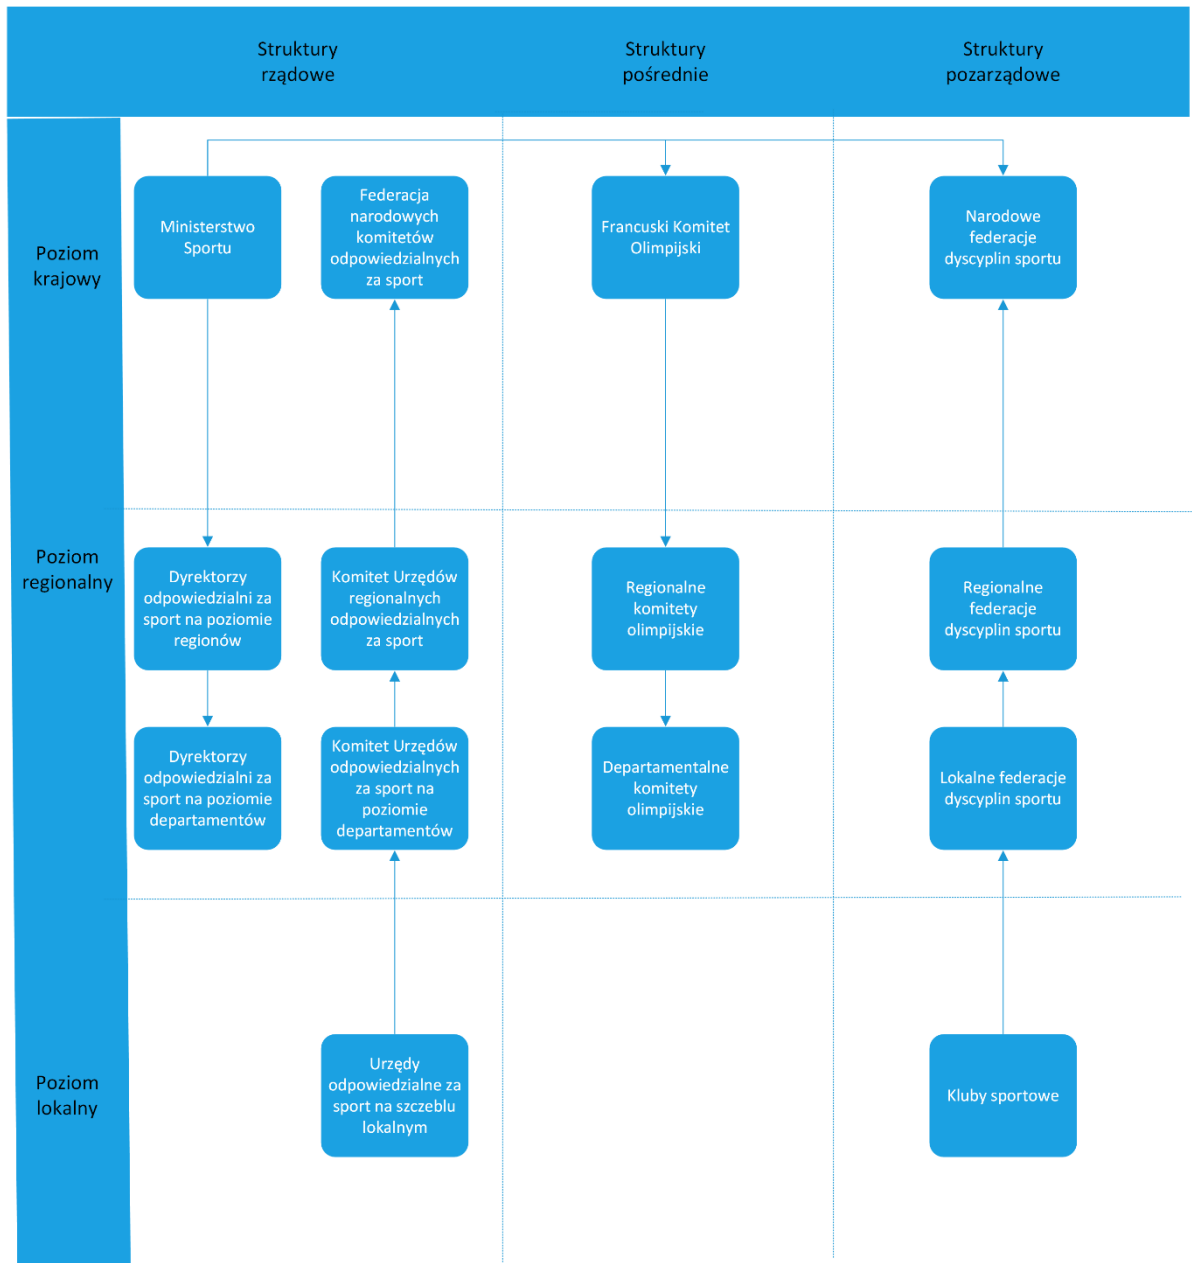 Struktury
rządowe
Struktury
pośrednie
Struktury
pozarządowe
Poziom
krajowy
Ministerstwo
Sportu
Federacja
narodowych
komitetów
odpowiedzialnych
za sport
Francuski Komitet
Olimpijski
Narodowe
federacje
dyscyplin sportu
Poziom
regionalny
Dyrektorzy
odpowiedzialni za
sport na poziomie
regionów
Komitet Urzędów
regionalnych
odpowiedzialnych
za sport
Regionalne
komitety
olimpijskie
Regionalne
federacje
dyscyplin sportu
Dyrektorzy
odpowiedzialni za
sport na poziomie
departamentów
Komitet Urzędów
odpowiedzialnych
za sport na
poziomie
departamentów
Departamentalne
komitety
olimpijskie
Lokalne federacje
dyscyplin sportu
Poziom
lokalny
Urzędy
odpowiedzialne za
sport na szczeblu
lokalnym
Kluby sportowe